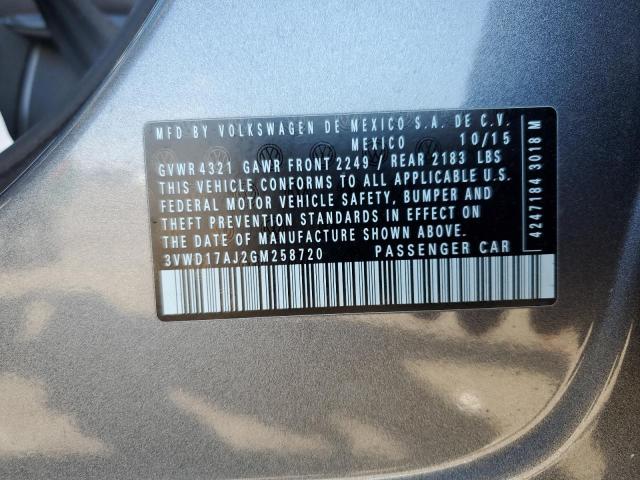 MFD BY VOLKSWAGEN DE MEXICO S.A. DE C.V.
MEXICO 10/15
GVWR 4321 GAWR FRONT 2249 / REAR 2183 LBS
THIS VEHICLE CONFORMS TO ALL APPLICABLE U.S.
FEDERAL MOTOR VEHICLE SAFETY, BUMPER AND
THEFT PREVENTION STANDARDS IN EFFECT ON
THE DATE OF MANUFACTURE SHOWN ABOVE
3VWD17AJ2GM258720 PASSENGER CAR
4247184 3018 M